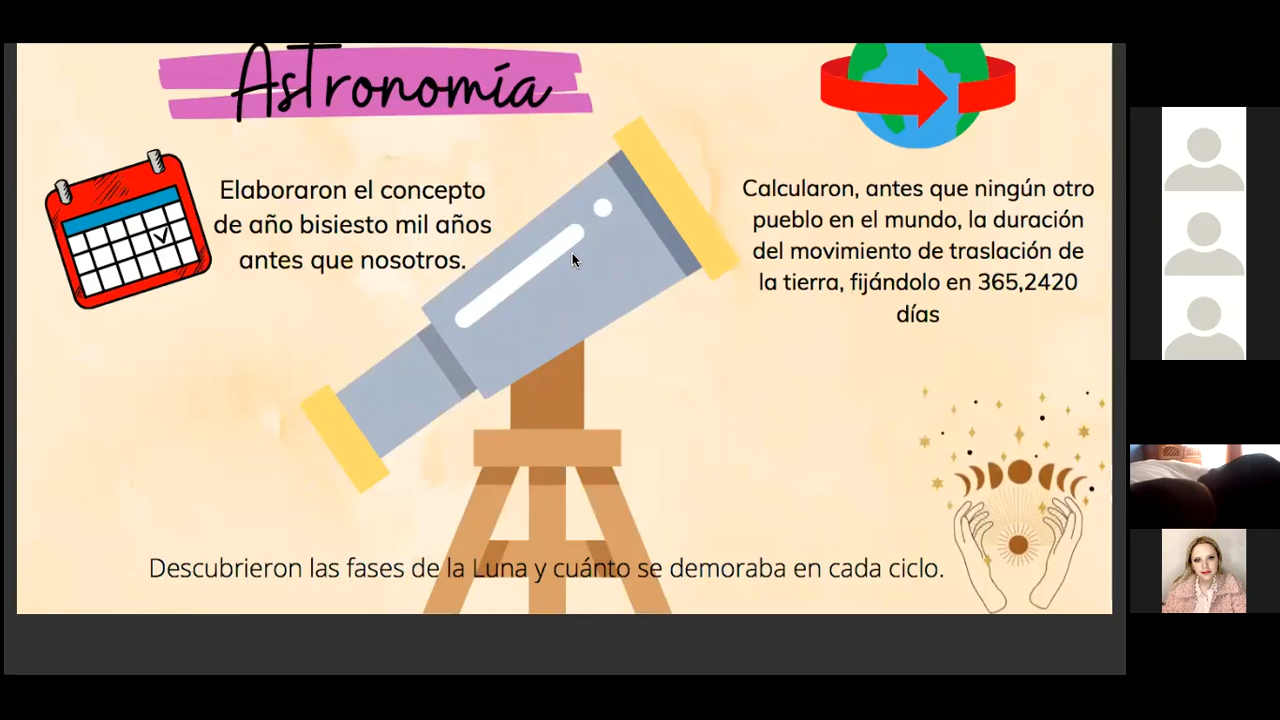 Astronomía
Elaboraron el concepto
de año bisiesto mil años
antes que nosotros.
Calcularon, antes que ningún otro
pueblo en el mundo, la duración
del movimiento de traslación de
la tierra, fijándolo en 365,2420
días
Descubrieron las fases de la Luna y cuánto se demoraba en cada ciclo.